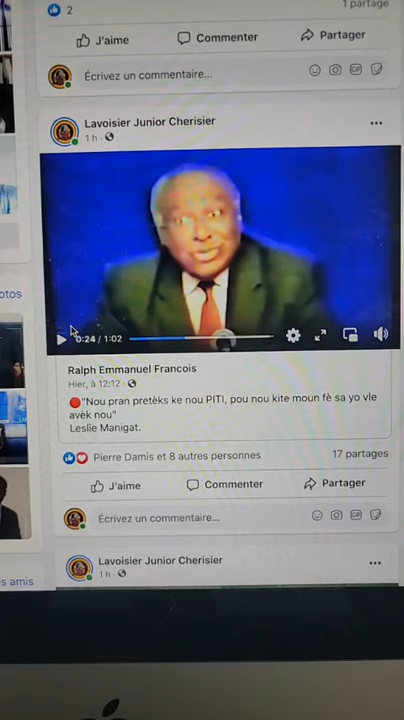 2
1 partage
J'aime
Commenter
Partager
Écrivez un commentaire...
GIF
Lavoisier Junior Cherisier
1 h
0:24 / 1:02
otos
Ralph Emmanuel Francois
Hier, à 12:12
"Nou pran pretèks ke nou PITI, pou nou kite moun fè sa yo vle
avèk nou"
Leslie Manigat.
Pierre Damis et 8 autres personnes
17 partages
J'aime
Commenter
Partager
Écrivez un commentaire...
GIF
Lavoisier Junior Cherisier
1 h
s amis